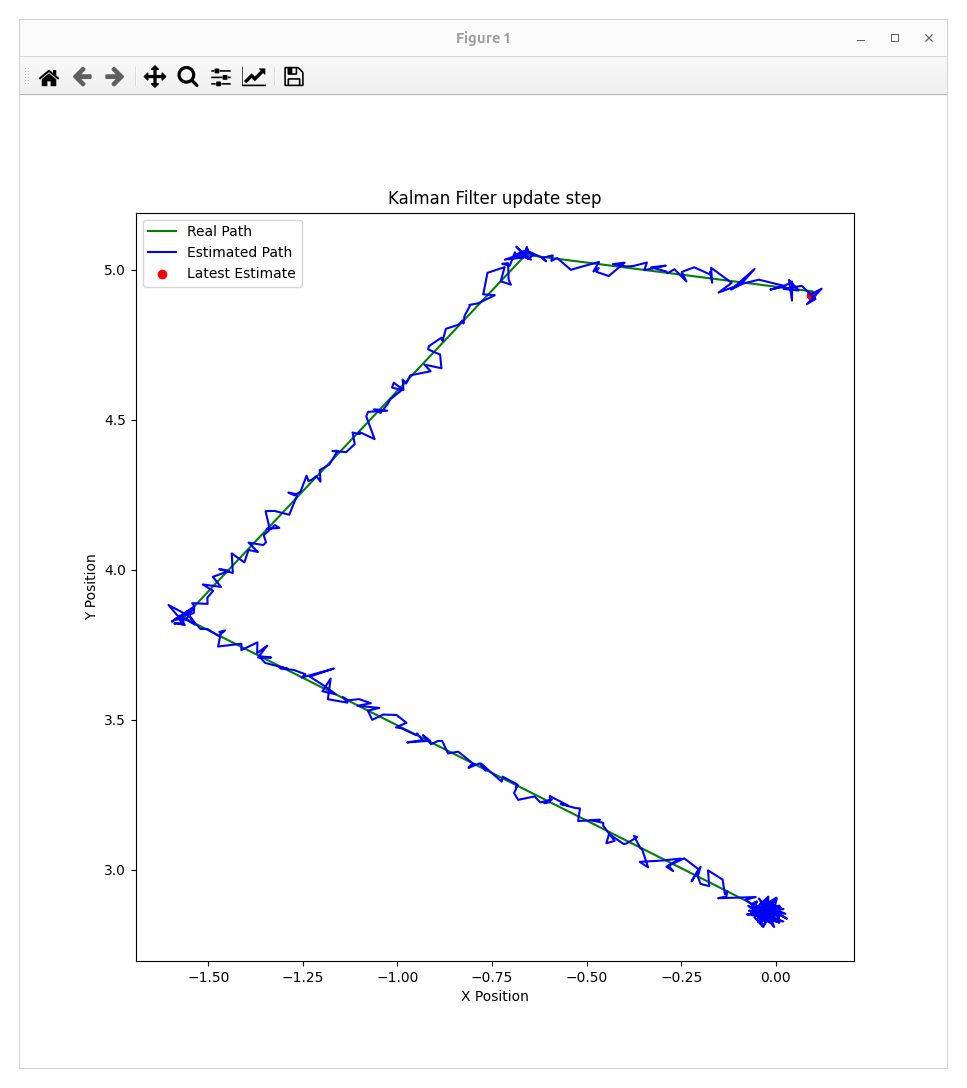 Figure 1
Kalman Filter update step
Real Path
Estimated Path
Latest Estimate
5.0
4.5
4.0
3.5
3.0
Y Position
−1.50 −1.25 −1.00 −0.75 −0.50 −0.25 0.00
X Position